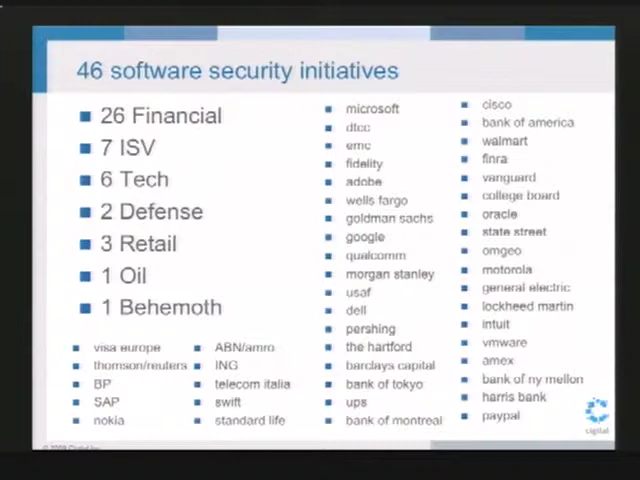 46 software security initiatives
26 Financial
7 ISV
6 Tech
2 Defense
3 Retail
1 Oil
1 Behemoth
visa europe
thomson/reuters
BP
SAP
nokia
ABN/amro
ING
telecom italia
swift
standard life
microsoft
dtcc
emc
fidelity
adobe
wells fargo
goldman sachs
google
qualcomm
morgan stanley
usaf
dell
pershing
the hartford
barclays capital
bank of tokyo
ups
bank of montreal
cisco
bank of america
walmart
finra
vanguard
college board
oracle
state street
omgeo
motorola
general electric
lockheed martin
intuit
vmware
amex
bank of ny mellon
harris bank
paypal
cigital